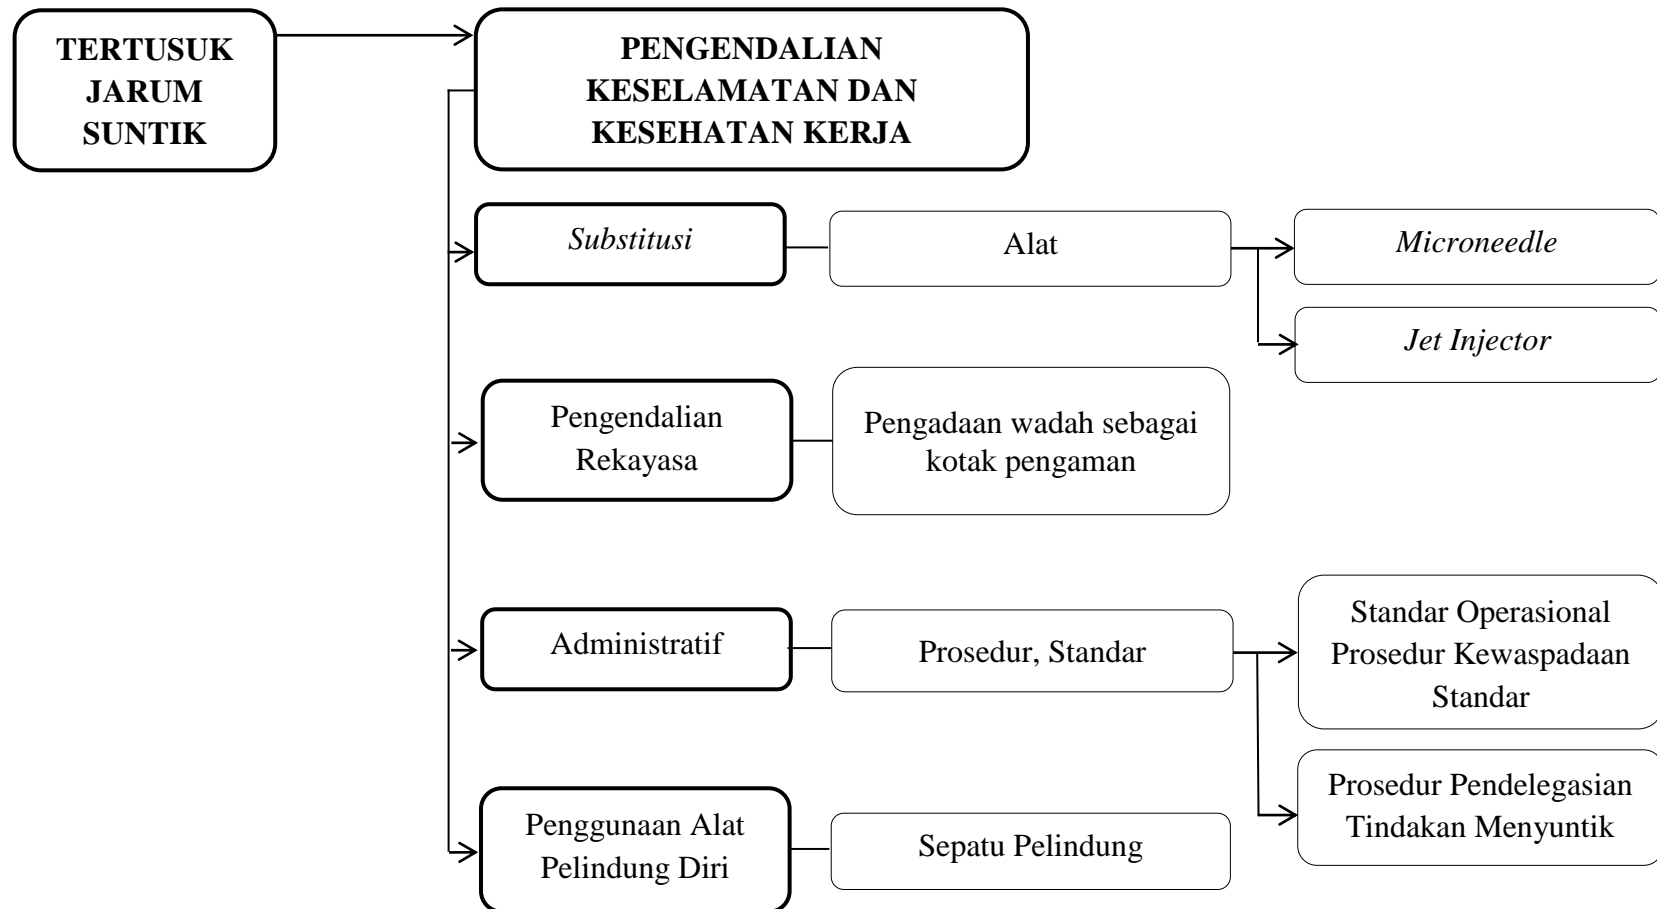 TERTUSUK
JARUM
SUNTIK
PENGENDALIAN
KESELAMATAN DAN
KESEHATAN KERJA
Substitusi
Alat
Microneedle
Jet Injector
Pengendalian
Rekayasa
Pengadaan wadah sebagai
kotak pengaman
Administratif
Prosedur, Standar
Standar Operasional
Prosedur Kewaspadaan
Standar
Prosedur Pendelegasian
Tindakan Menyuntik
Penggunaan Alat
Pelindung Diri
Sepatu Pelindung